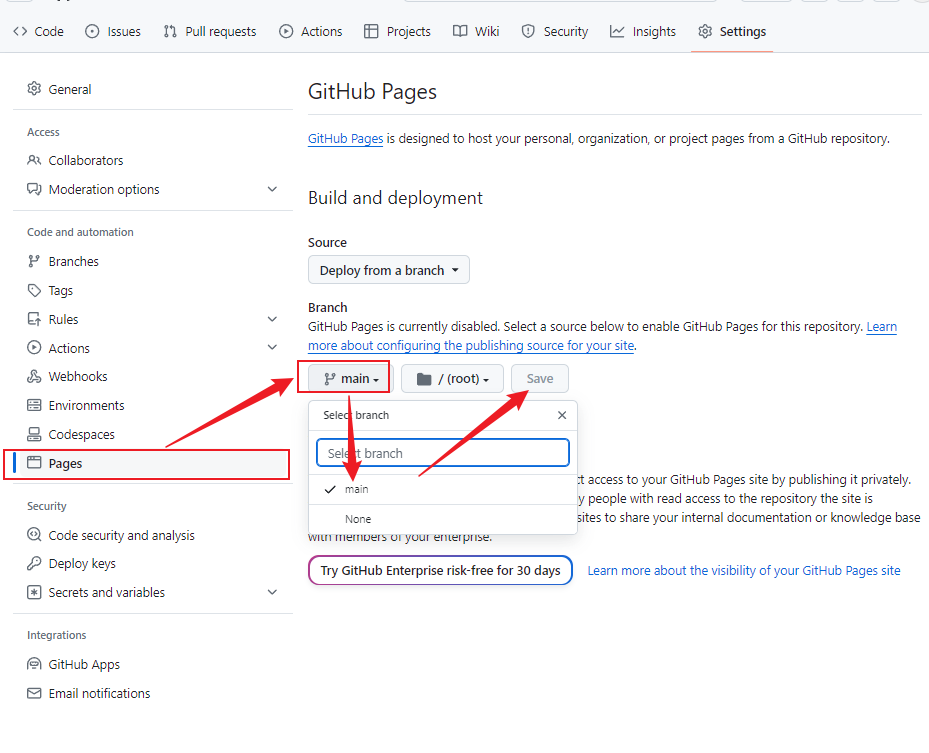 Code
Issues
Pull requests
Actions
Projects
Wiki
Security
Insights
Settings
General
Access
Collaborators
Moderation options
Code and automation
Branches
Tags
Rules
Actions
Webhooks
Environments
Codespaces
Pages
Security
Code security and analysis
Deploy keys
Secrets and variables
Integrations
GitHub Apps
Email notifications
GitHub Pages
GitHub Pages is designed to host your personal, organization, or project pages from a GitHub repository.
Build and deployment
Source
Deploy from a branch
Branch
GitHub Pages is currently disabled. Select a source below to enable GitHub Pages for this repository. Learn
more about configuring the publishing source for your site.
main
/ (root)
Save
Select branch
Select branch
main
None
access to your GitHub Pages site by publishing it privately.
people with read access to the repository the site is
sites to share your internal documentation or knowledge base
with members of your enterprise.
Try GitHub Enterprise risk-free for 30 days
Learn more about the visibility of your GitHub Pages site